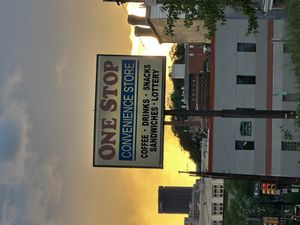 ONE STOP
CONVENIENCE STORE
COFFEE · DRINKS · SNACKS
SANDWICHES · LOTTERY